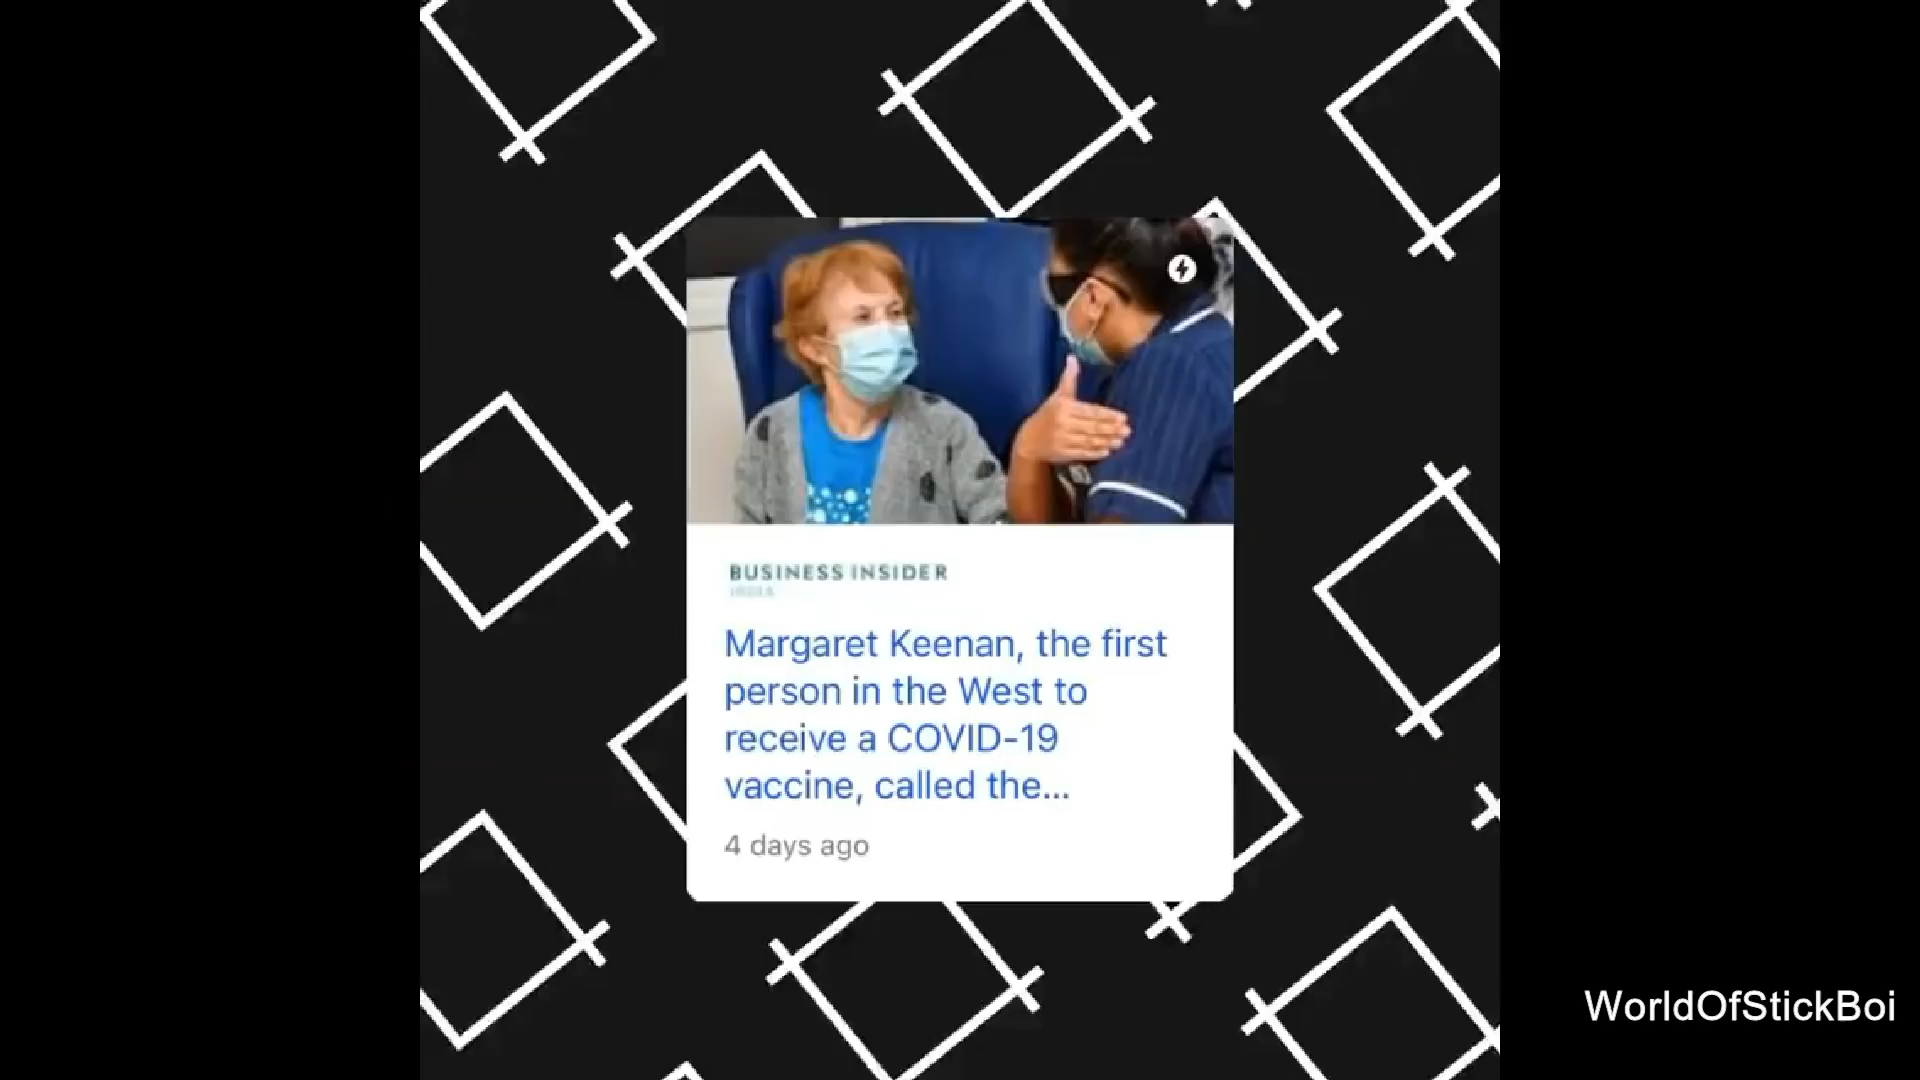 BUSINESS INSIDER
INDIA
Margaret Keenan, the first
person in the West to
receive a COVID-19
vaccine, called the...
4 days ago
WorldOfStickBoi